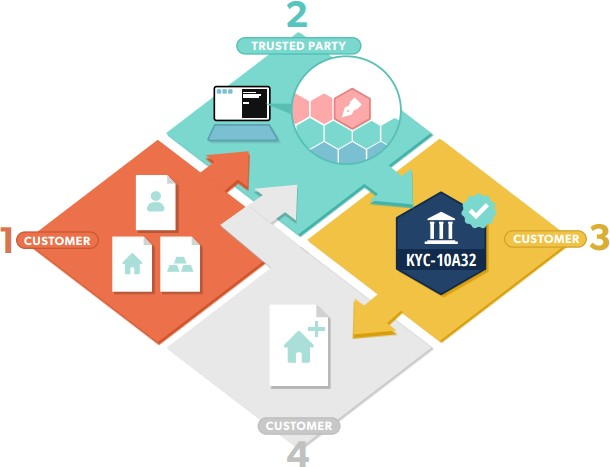 2
TRUSTED PARTY
1 CUSTOMER
CUSTOMER 3
KYC-10A32
CUSTOMER
4